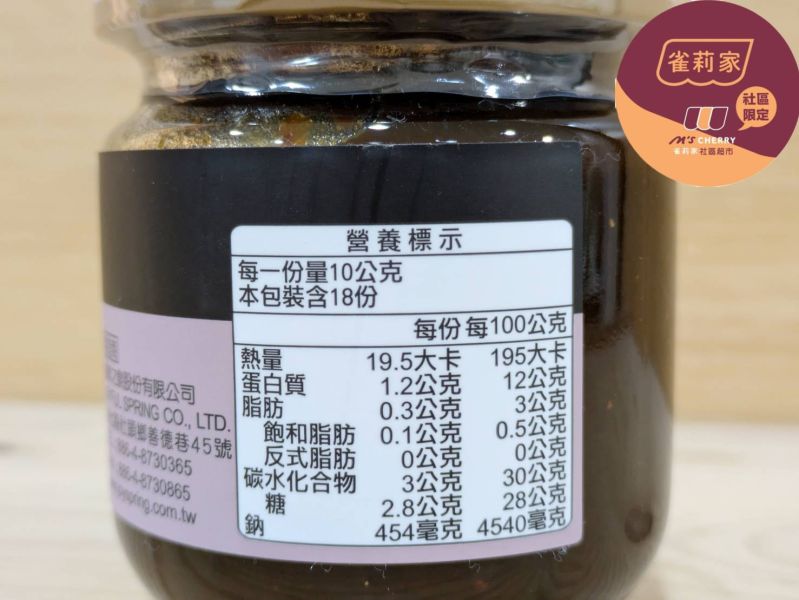 雀莉家
社區
限定
M'S CHERRY
雀莉家社區超市
營養標示
每一份量10公克
本包裝含18份
每份 每100公克
熱量 19.5大卡 195大卡
蛋白質 1.2公克 12公克
脂肪 0.3公克 3公克
飽和脂肪 0.1公克 0.5公克
反式脂肪 0公克 0公克
碳水化合物 3公克 30公克
糖 2.8公克 28公克
鈉 454毫克 4540毫克
股份有限公司
SPRING CO., LTD.
社頭鄉善德巷45號
886-4-8730365
886-4-8730865
spring.com.tw